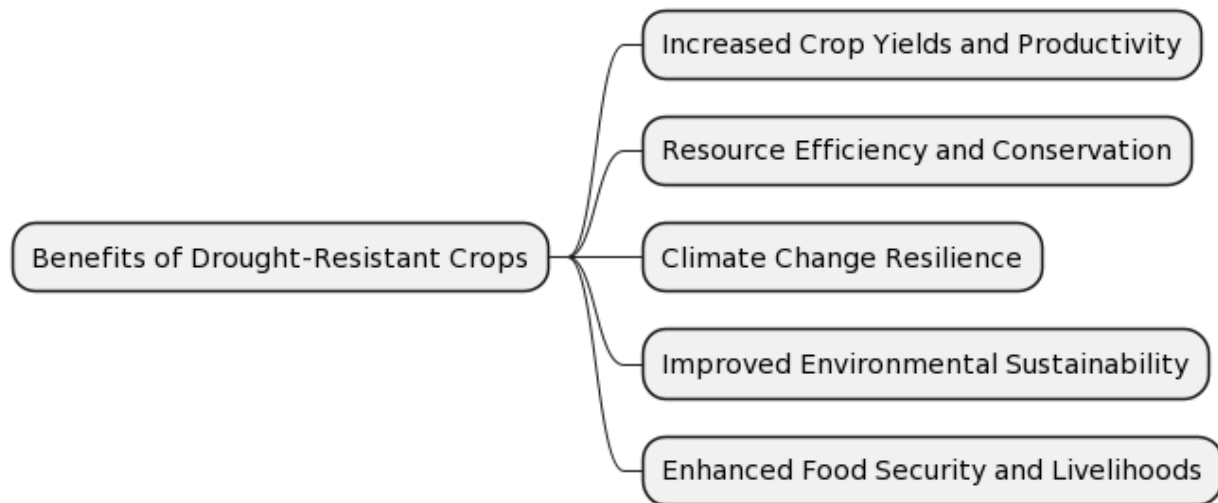 Benefits of Drought-Resistant Crops
Increased Crop Yields and Productivity
Resource Efficiency and Conservation
Climate Change Resilience
Improved Environmental Sustainability
Enhanced Food Security and Livelihoods